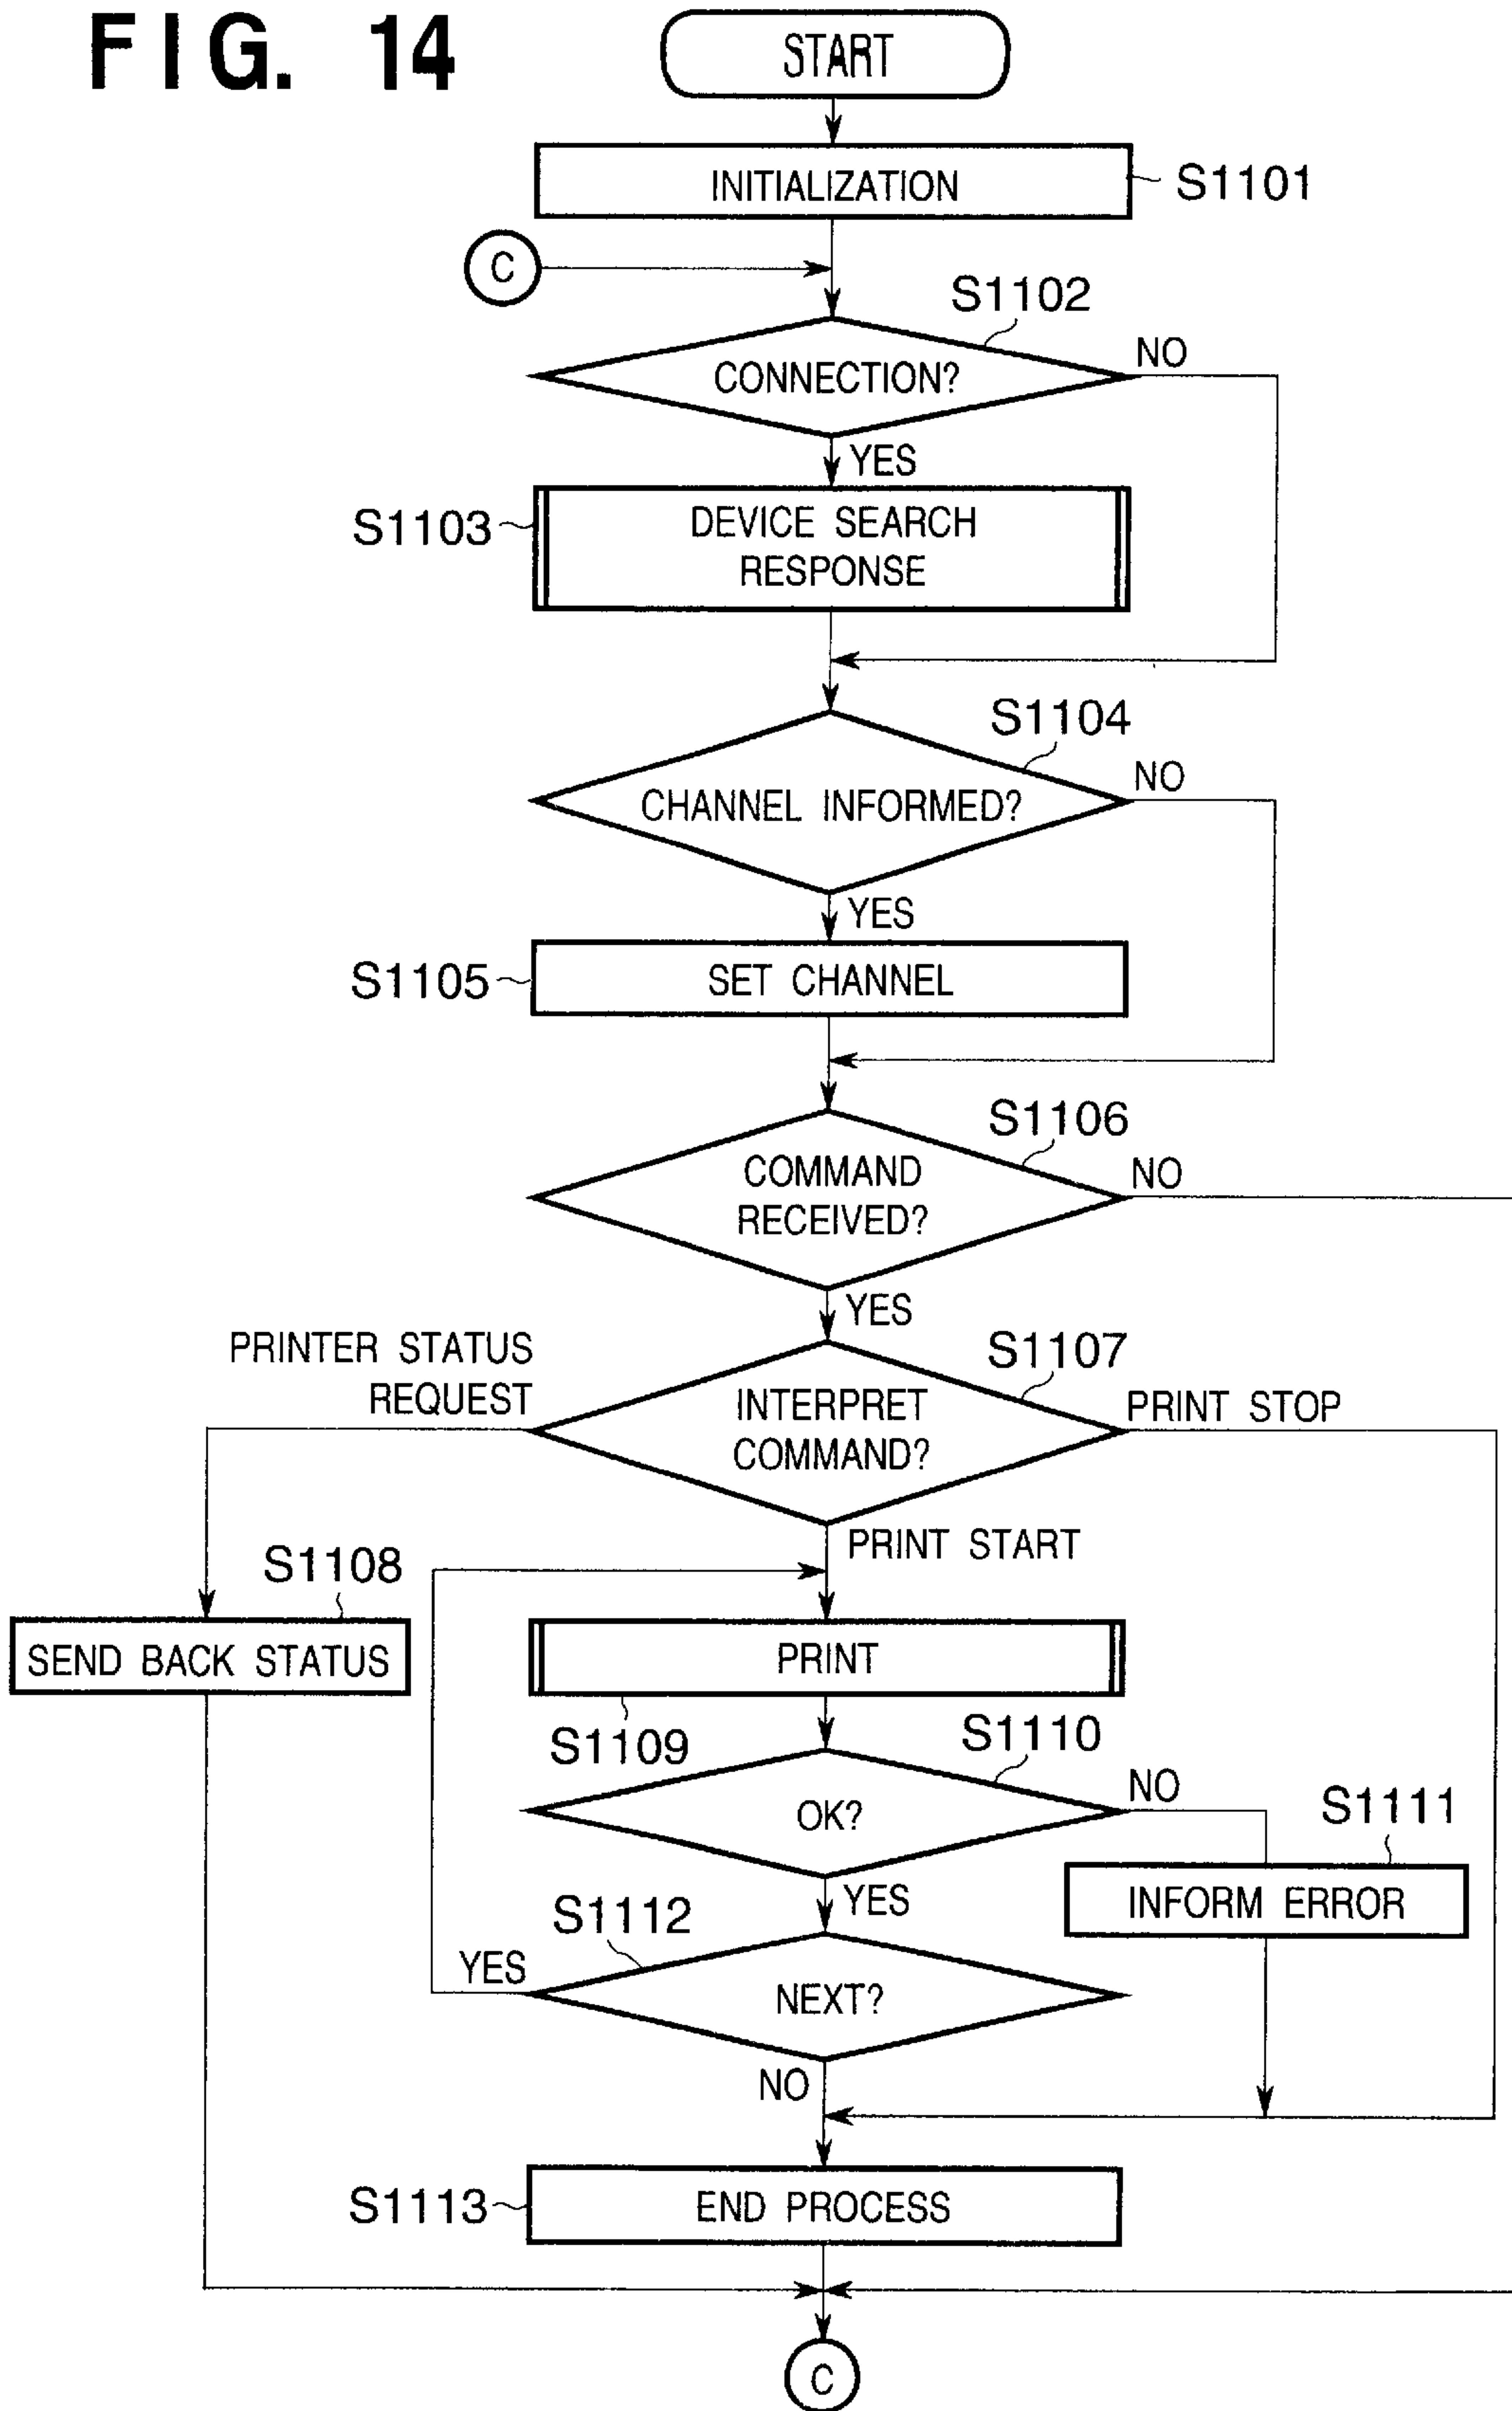 FIG. 14
START
INITIALIZATION
S1101
C
S1102
CONNECTION?
NO
YES
S1103
DEVICE SEARCH
RESPONSE
S1104
CHANNEL INFORMED?
NO
YES
S1105
SET CHANNEL
S1106
COMMAND
RECEIVED?
NO
YES
PRINTER STATUS
REQUEST
S1107
INTERPRET
COMMAND?
PRINT STOP
PRINT START
S1108
SEND BACK STATUS
PRINT
S1109
S1110
OK?
NO
S1111
INFORM ERROR
YES
S1112
YES
NEXT?
NO
S1113
END PROCESS
C